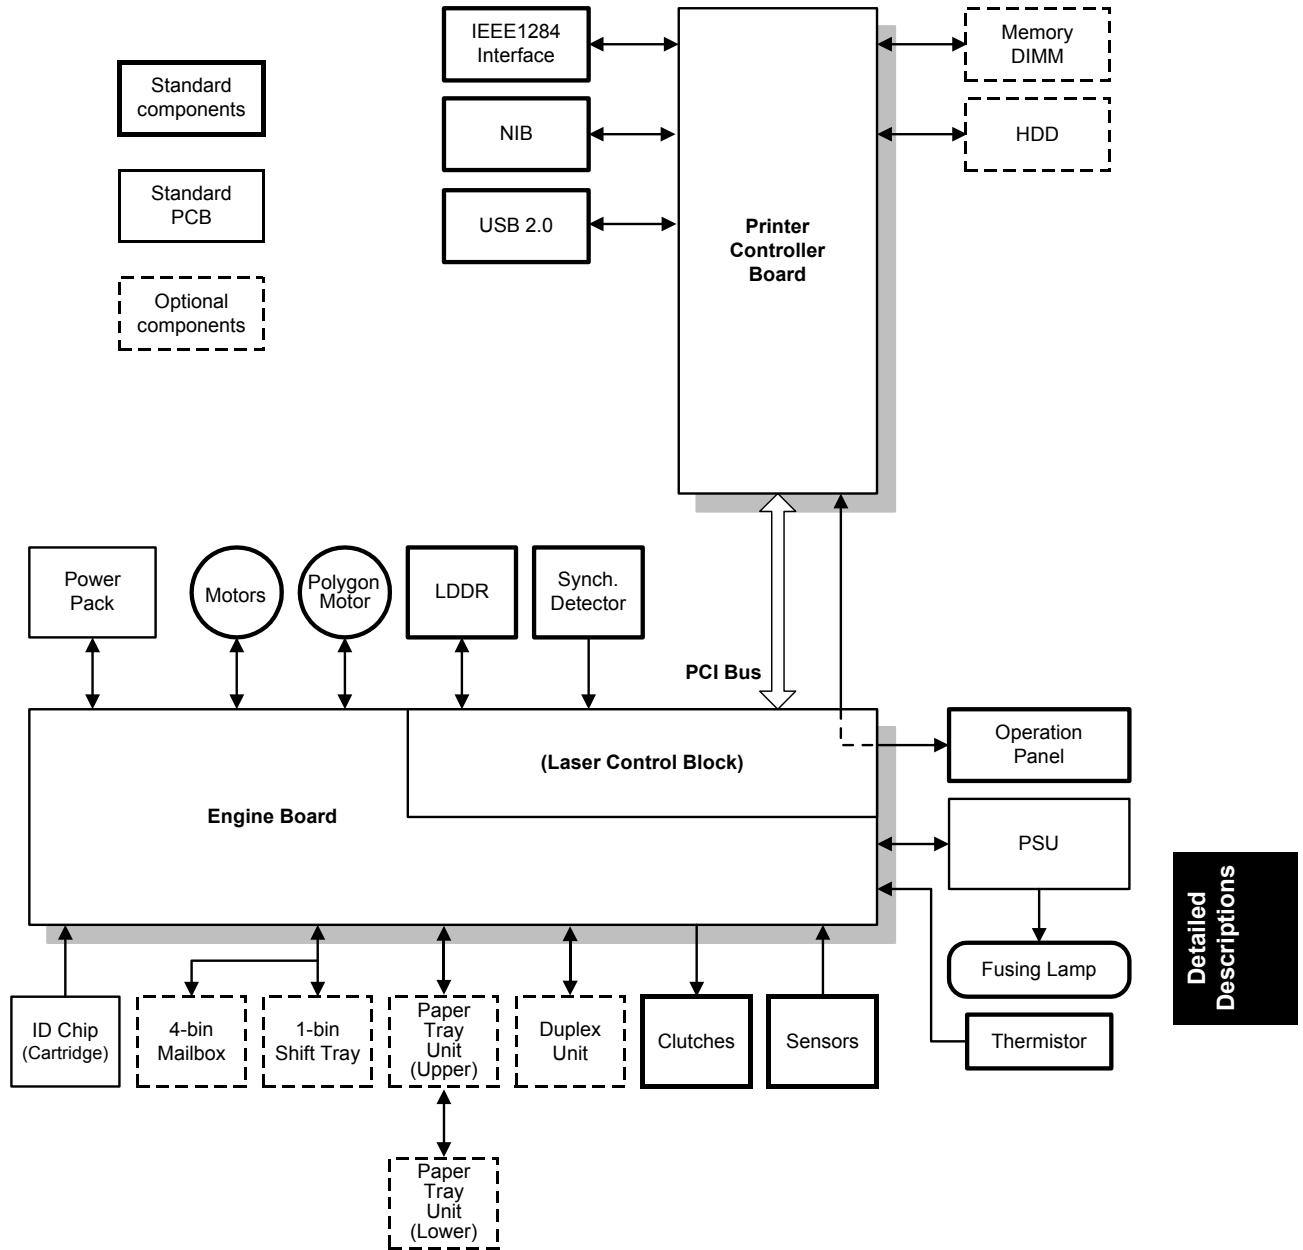 IEEE1284
Interface
Memory
DIMM
Standard
components
NIB
HDD
Standard
PCB
USB 2.0
Printer
Controller
Board
Optional
components
Power
Pack
Motors
Polygon
Motor
LDDR
Synch.
Detector
PCI Bus
Operation
Panel
(Laser Control Block)
Engine Board
PSU
Detailed
Descriptions
Fusing Lamp
ID Chip
(Cartridge)
4-bin
Mailbox
1-bin
Shift Tray
Paper
Tray
Unit
(Upper)
Duplex
Unit
Clutches
Sensors
Thermistor
Paper
Tray
Unit
(Lower)